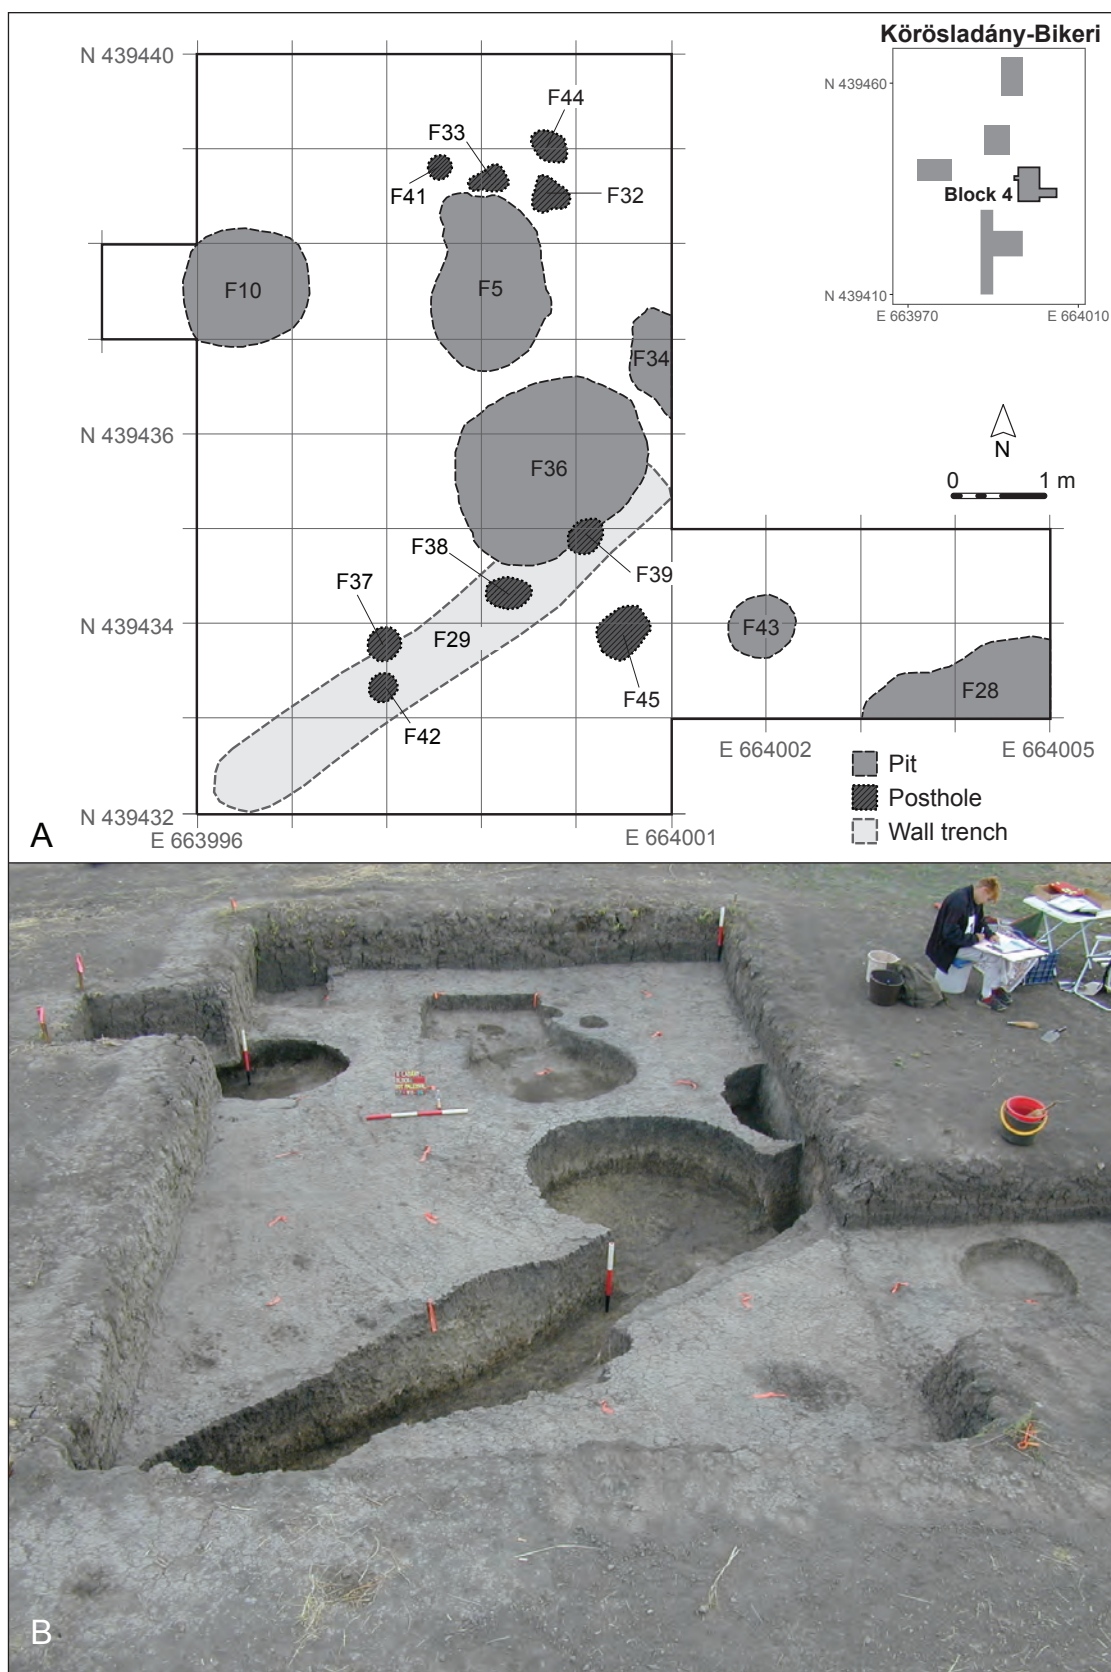 Körösladány-Bikeri
N 439460
Block 4
N 439410
E 663970
E 664010
N 439440
F44
F33
F41
F32
F10
F5
F34
N 439436
F36
N
0 1 m
F38
F39
F37
N 439434
F29
F43
F45
F28
F42
E 664002
E 664005
Pit
Posthole
Wall trench
N 439432
E 663996
E 664001
A
B